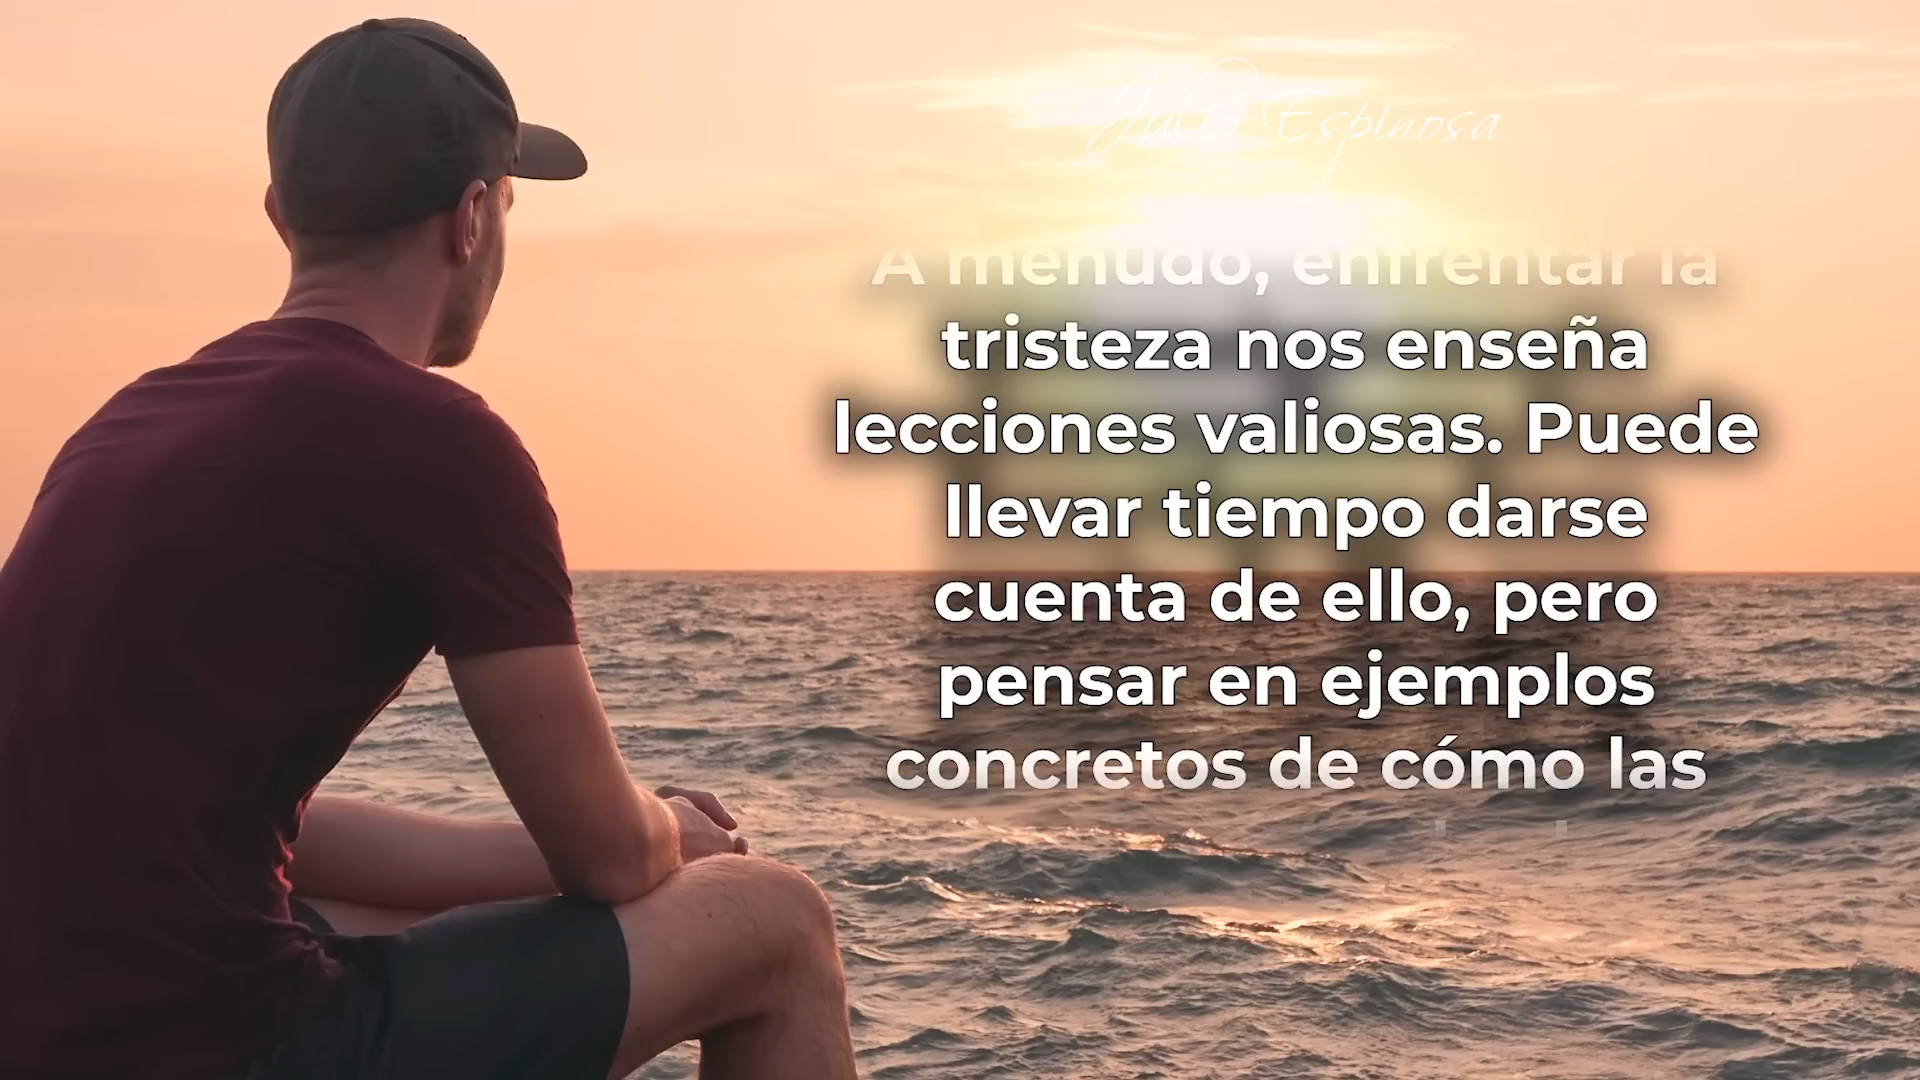 Julio Espinosa
A menudo, enfrentar la
tristeza nos enseña
lecciones valiosas. Puede
llevar tiempo darse
cuenta de ello, pero
pensar en ejemplos
concretos de cómo las